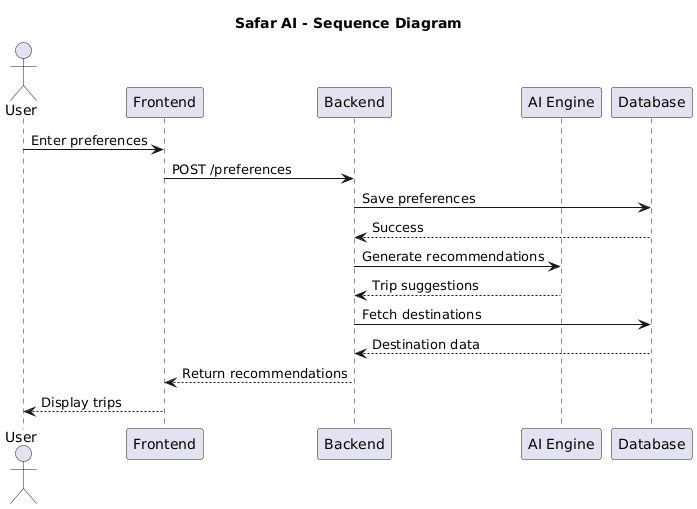 Safar AI - Sequence Diagram
User
Frontend
Backend
AI Engine
Database
Enter preferences
POST /preferences
Save preferences
Success
Generate recommendations
Trip suggestions
Fetch destinations
Destination data
Return recommendations
Display trips
User
Frontend
Backend
AI Engine
Database